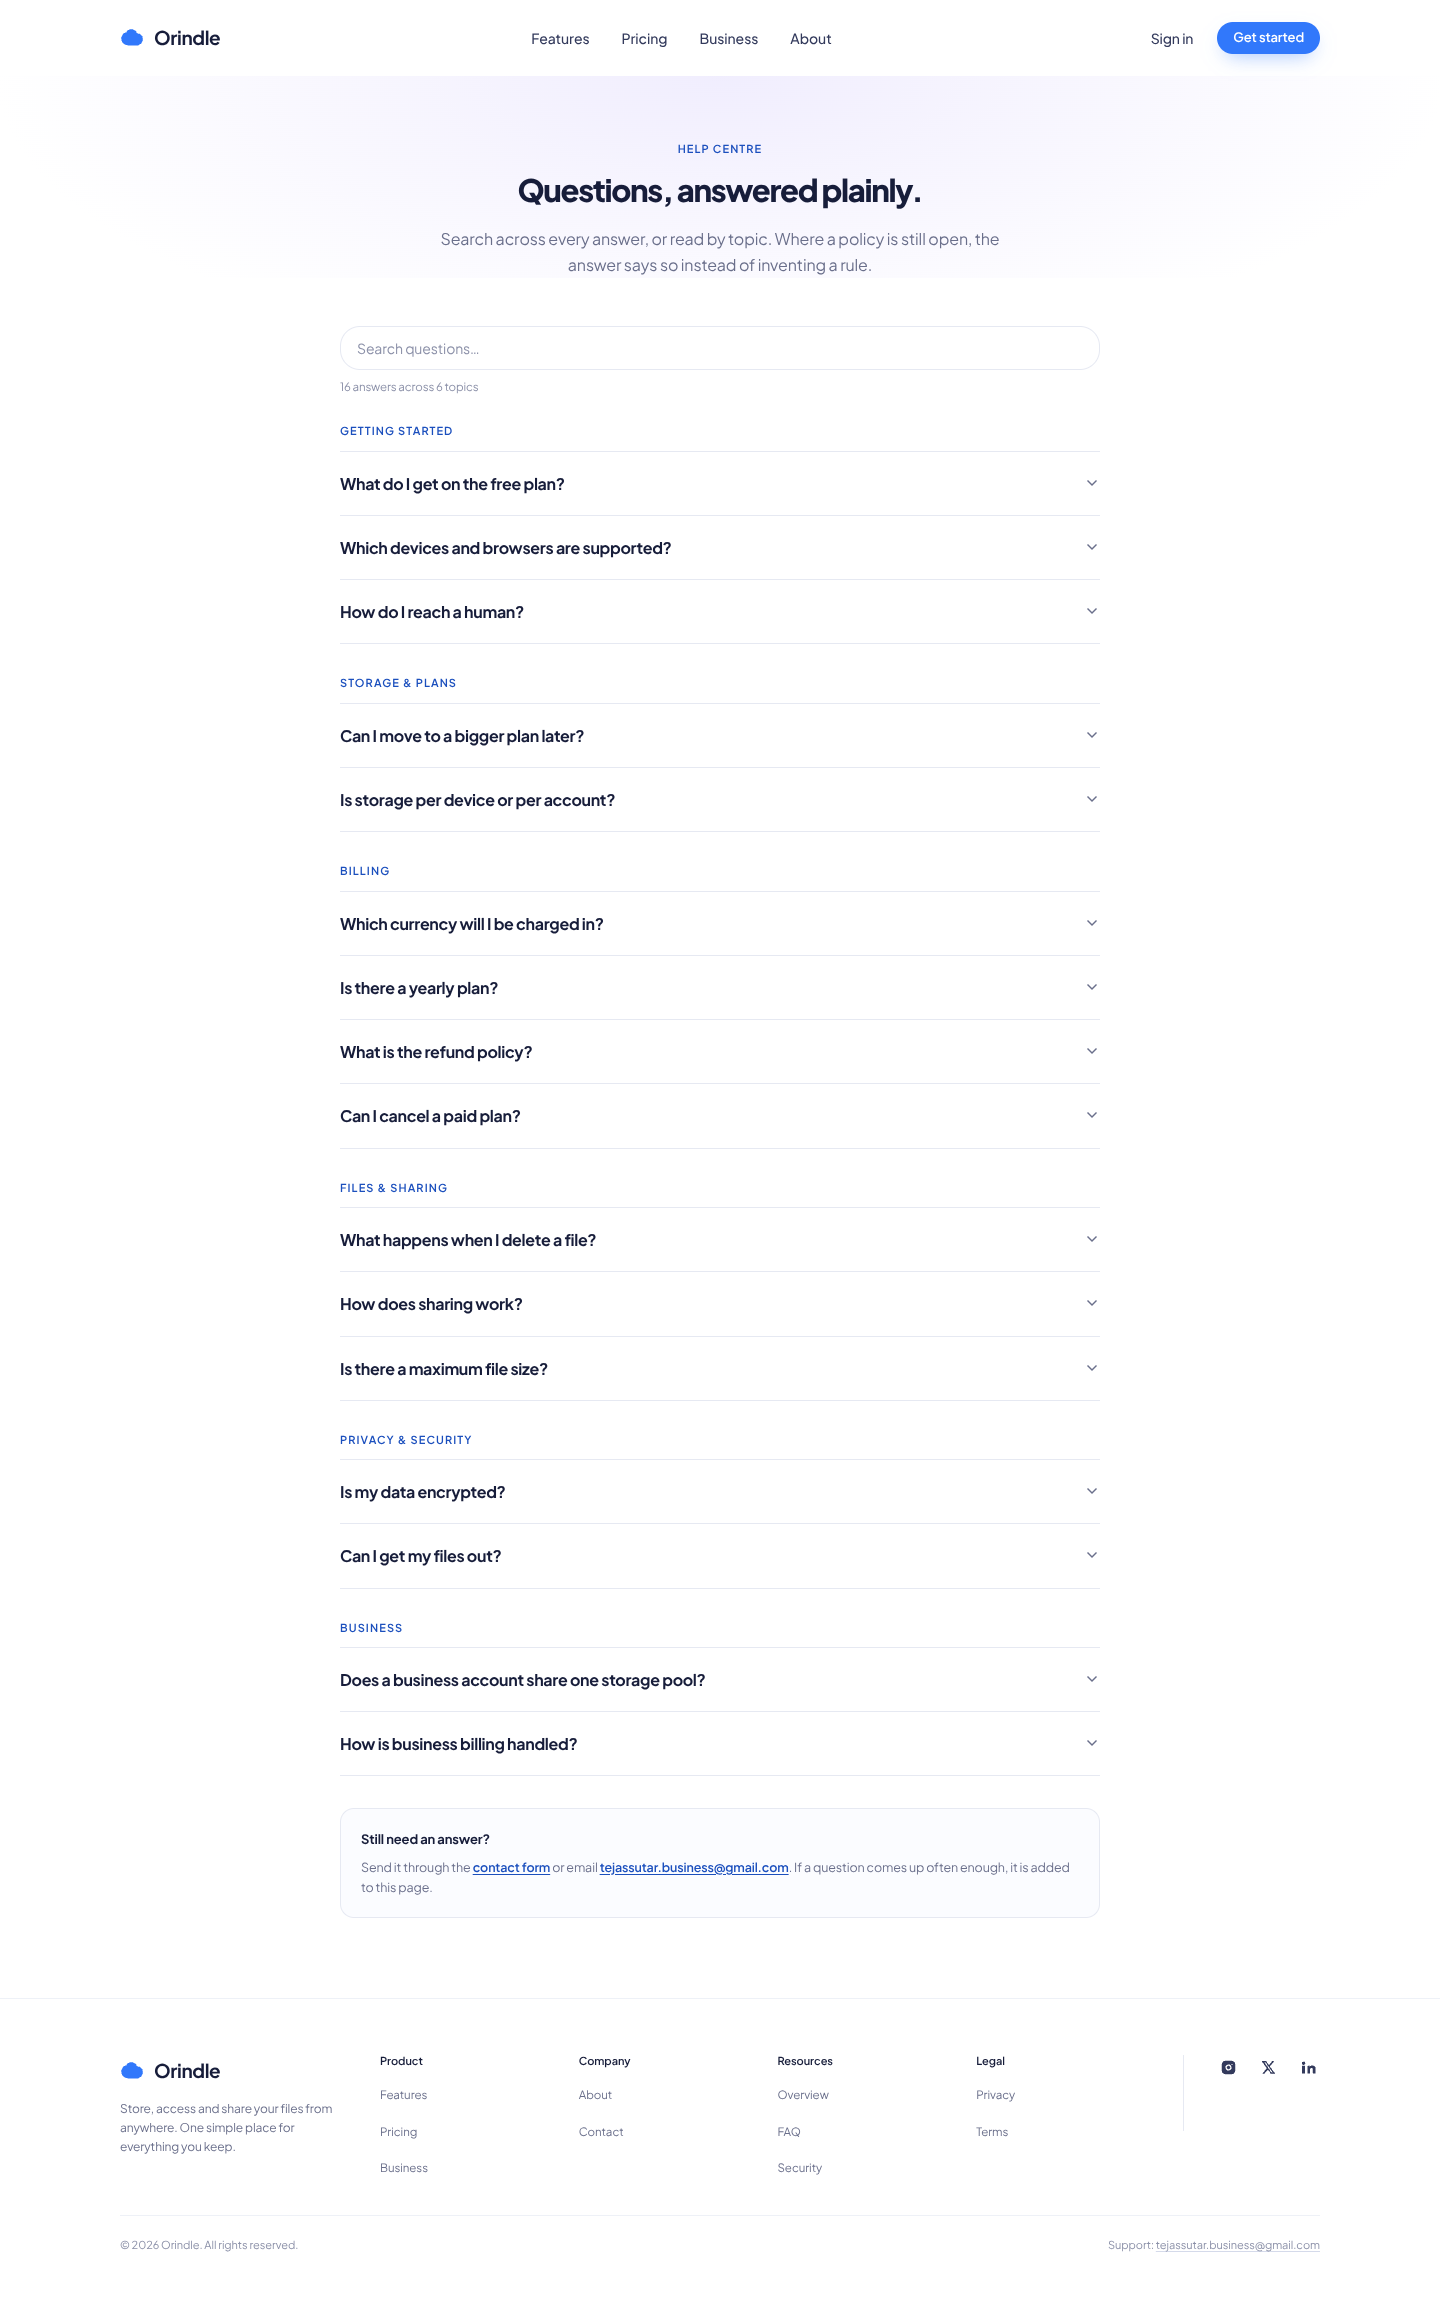 Orindle
Features
Pricing
Business
About
Sign in
Get started
HELP CENTRE
Questions, answered plainly.
Search across every answer, or read by topic. Where a policy is still open, the
answer says so instead of inventing a rule.
Search questions...
16 answers across 6 topics
GETTING STARTED
What do I get on the free plan?
Which devices and browsers are supported?
How do I reach a human?
STORAGE & PLANS
Can I move to a bigger plan later?
Is storage per device or per account?
BILLING
Which currency will I be charged in?
Is there a yearly plan?
What is the refund policy?
Can I cancel a paid plan?
FILES & SHARING
What happens when I delete a file?
How does sharing work?
Is there a maximum file size?
PRIVACY & SECURITY
Is my data encrypted?
Can I get my files out?
BUSINESS
Does a business account share one storage pool?
How is business billing handled?
Still need an answer?
Send it through the contact form or email tejassutar.business@gmail.com. If a question comes up often enough, it is added
to this page.
Orindle
Store, access and share your files from
anywhere. One simple place for
everything you keep.
Product
Features
Pricing
Business
Company
About
Contact
Resources
Overview
FAQ
Security
Legal
Privacy
Terms
© 2026 Orindle. All rights reserved.
Support: tejassutar.business@gmail.com